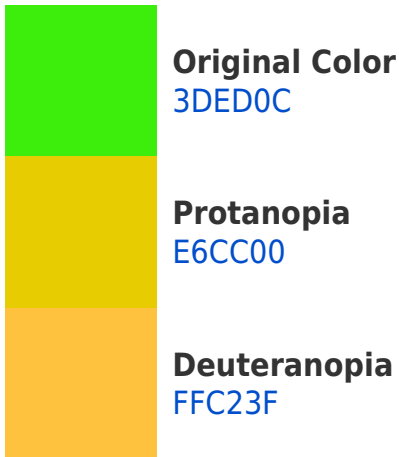 Original Color
3DED0C
Protanopia
E6CC00
Deuteranopia
FFC23F